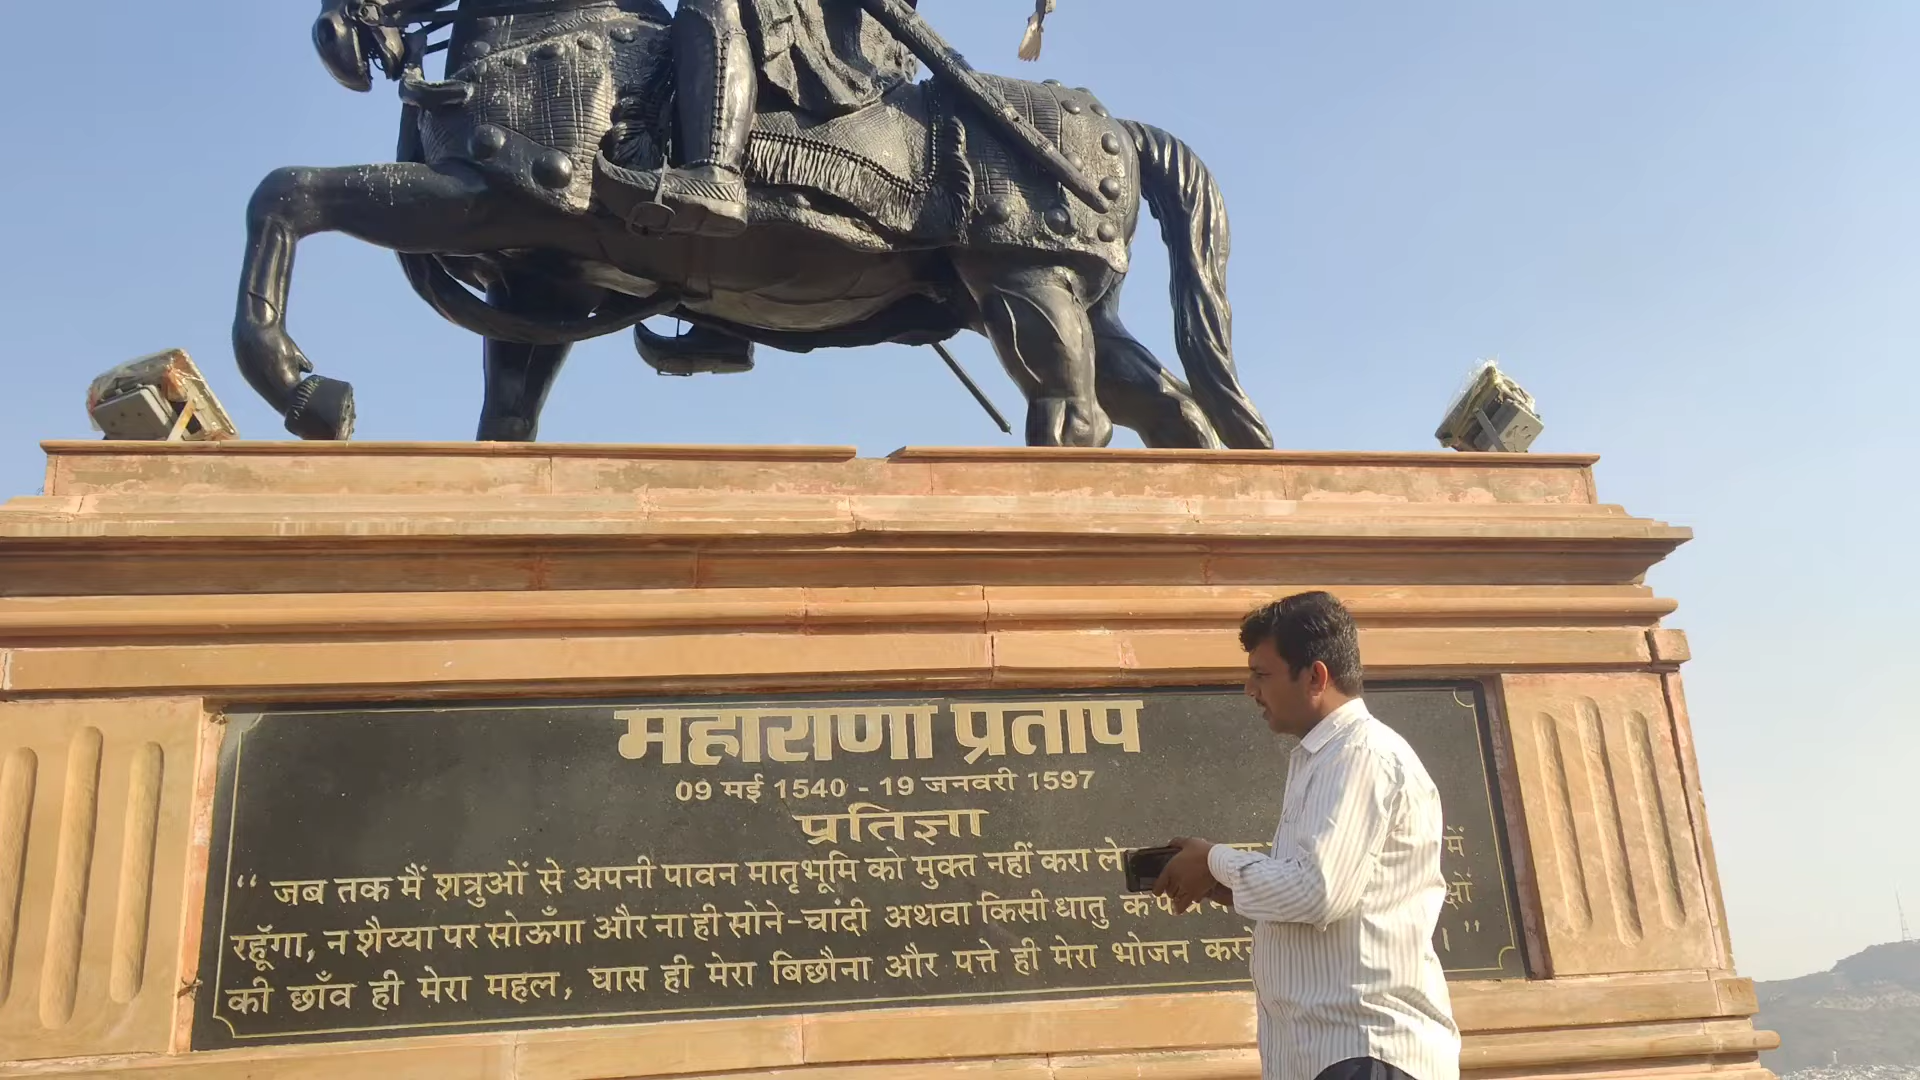 महाराणा प्रताप
09 मई 1540 - 19 जनवरी 1597
प्रतिज्ञा
“ जब तक मैं शत्रुओं से अपनी पावन मातृभूमि को मुक्त नहीं करा में
रहूँगा, न शैय्या पर सोऊँगा और ना ही सोने-चांदी अथवा किसी धातु
की छाँव ही मेरा महल, घास ही मेरा बिछौना और पत्ते ही मेरा भोजन । ”